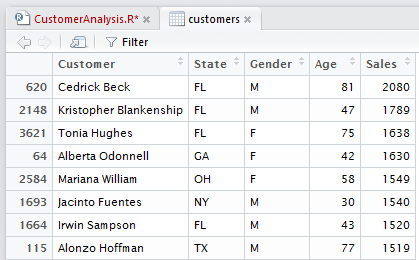 CustomerAnalysis.R* customers
Filter
Customer State Gender Age Sales
620 Cedrick Beck FL M 81 2080
2148 Kristopher Blankenship FL M 47 1789
3621 Tonia Hughes FL F 75 1638
64 Alberta Odonnell GA F 42 1630
2584 Mariana William OH F 58 1549
1693 Jacinto Fuentes NY M 30 1540
1664 Irwin Sampson FL M 43 1520
115 Alonzo Hoffman TX M 77 1519